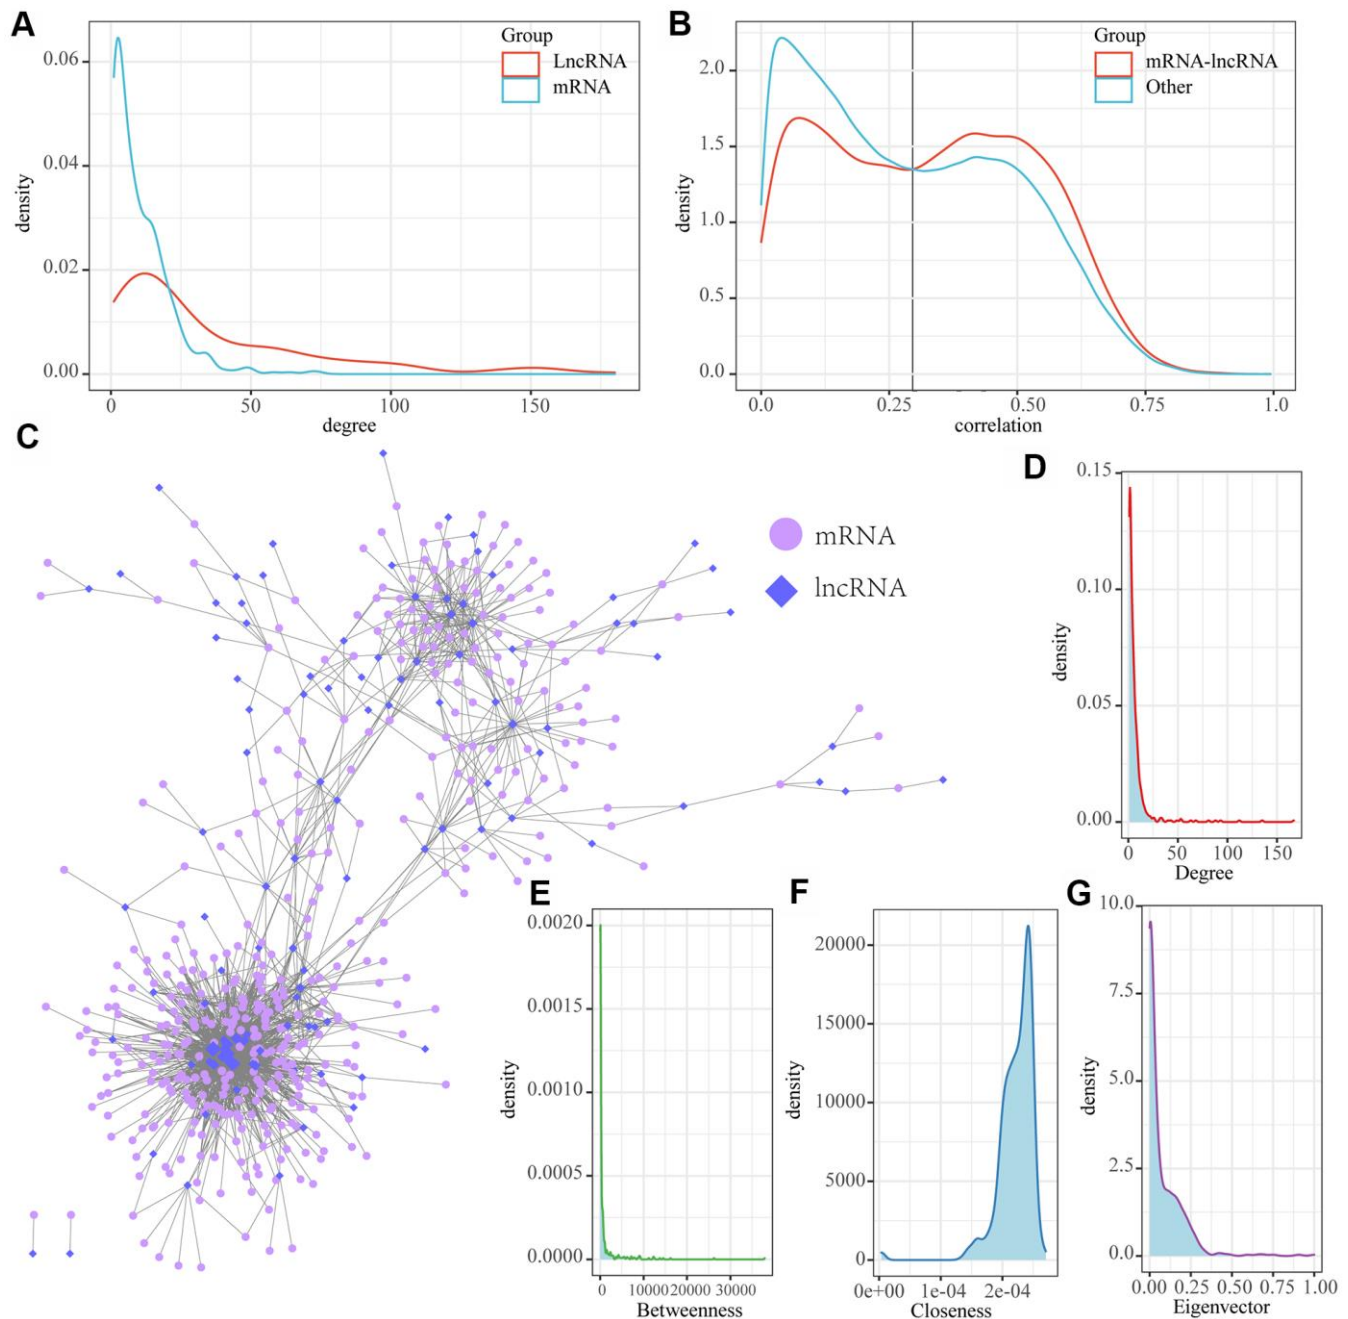 A
Group
LncRNA
mRNA
0.06
0.04
0.02
0.00
density
0
50
100
150
degree
B
Group
mRNA-lncRNA
Other
2.0
1.5
1.0
0.5
0.0
density
0.0
0.25
0.50
0.75
1.0
correlation
C
mRNA
lncRNA
D
0.15
0.10
0.05
0.00
density
0
50
100
150
Degree
E
0.0020
0.0015
0.0010
0.0005
0.0000
density
0
10000
20000
30000
Betweenness
F
20000
15000
10000
5000
0
density
0e+00
1e-04
2e-04
Closeness
G
10.0
7.5
5.0
2.5
0.0
density
0.00
0.25
0.50
0.75
1.00
Eigenvector